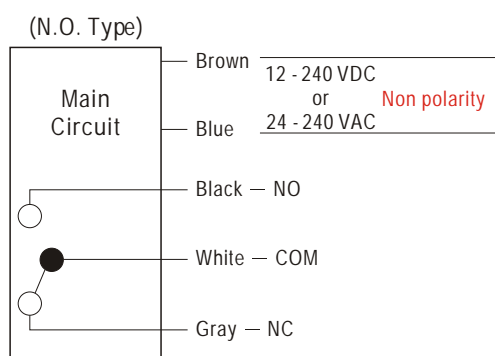 (N.O. Type)
Main
Circuit
Brown
12 - 240 VDC
or
24 - 240 VAC
Non polarity
Blue
Black — NO
White — COM
Gray — NC